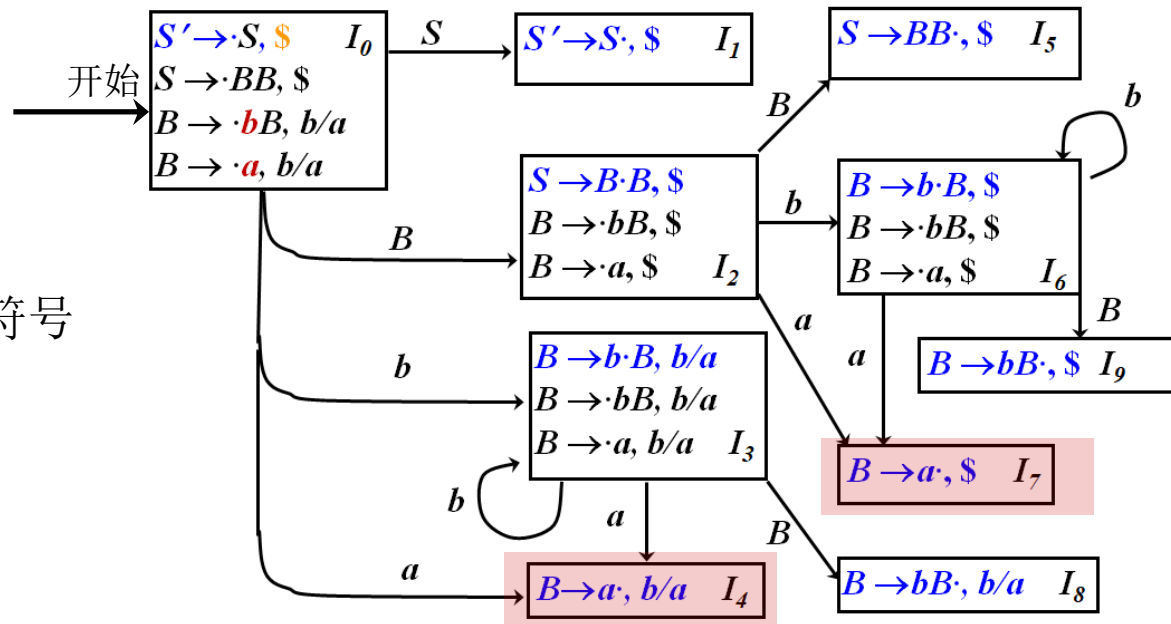 S′→·S, $ I0
S →·BB, $
B → ·bB, b/a
B → ·a, b/a
开始
S
S′→S·, $ I1
S →BB·, $ I5
B
b
B
S →B·B, $
B →·bB, $
B →·a, $ I2
b
B →b·B, $
B →·bB, $
B →·a, $ I6
符号
a
a
B
B →bB·, $ I9
b
B →b·B, b/a
B →·bB, b/a
B →·a, b/a I3
B →a·, $ I7
b
a
B
a
B→a·, b/a I4
B →bB·, b/a I8